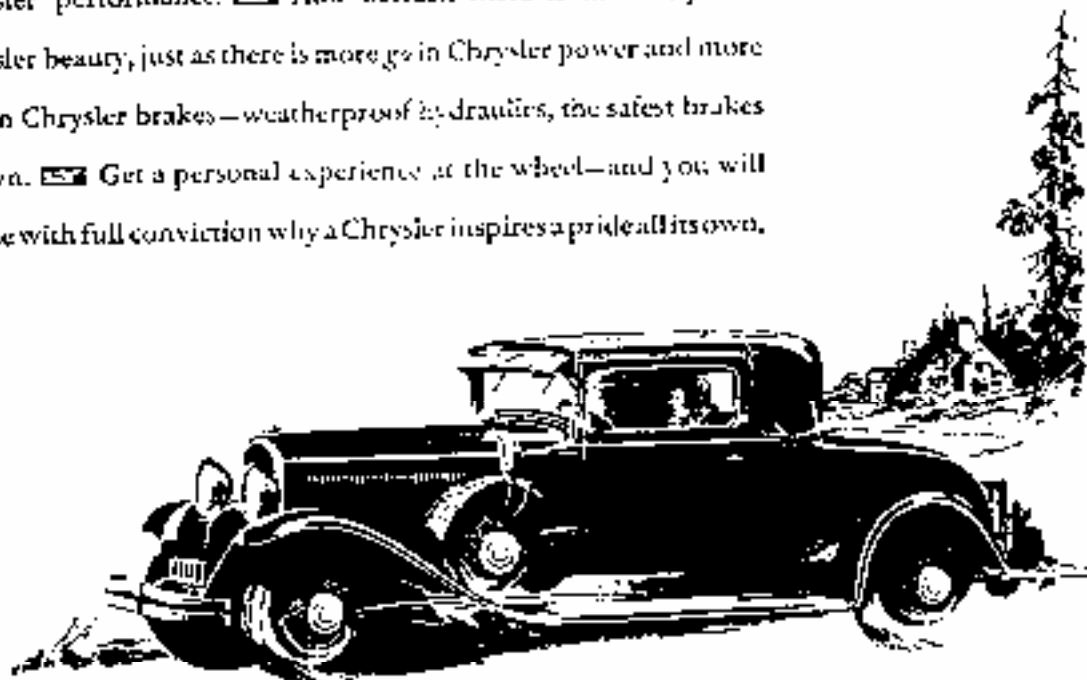 performance.
beauty, just as there is more go in Chrysler power and more
Chrysler brakes—weatherproof hydraulics, the safest brakes
Get a personal experience at the wheel—and you will
with full conviction why a Chrysler inspires a pride all its own.